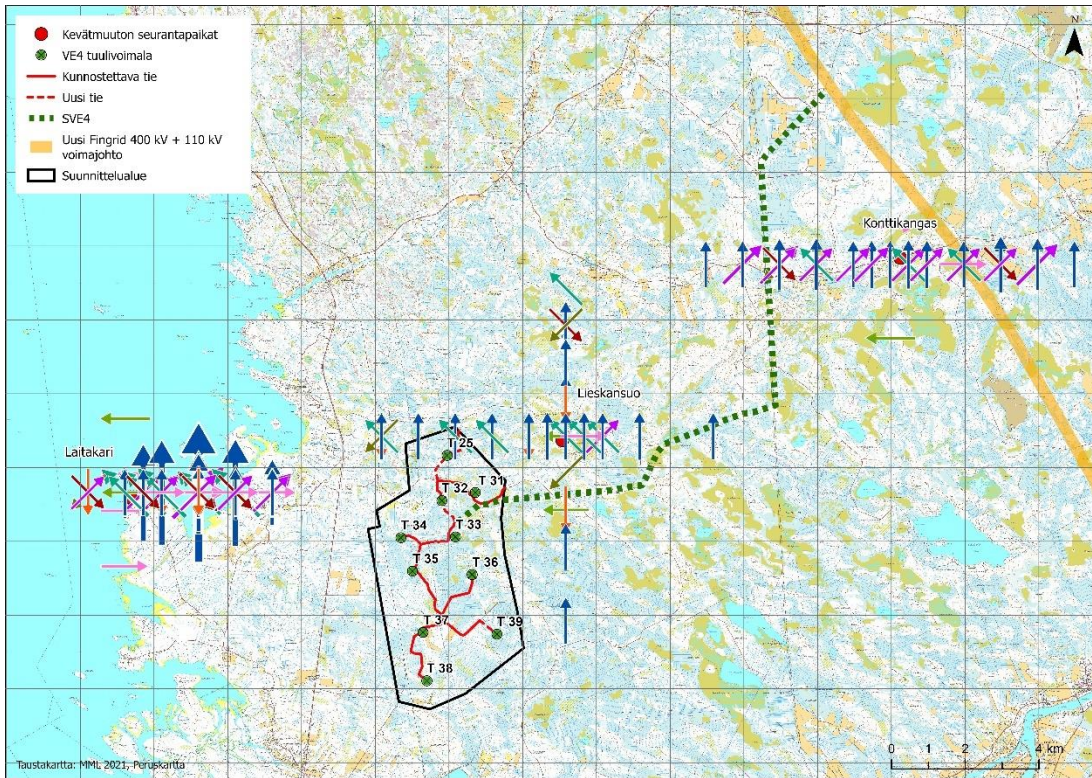 Kevätmuuton seurantapaikat
VE4 tuulivoimala
Kunnostettava tie
Uusi tie
SVE4
Uusi Fingrid 400 kV + 110 kV
voimajohto
Suunnittelualue
N
Konttikangas
Lieskansuo
Laitakari
T 25
T 31
T 32
T 34
T 33
T 35
T 36
T 37
T 39
T 38
0 1 2 4 km
Taustakartta: MML 2021, Peruskartta